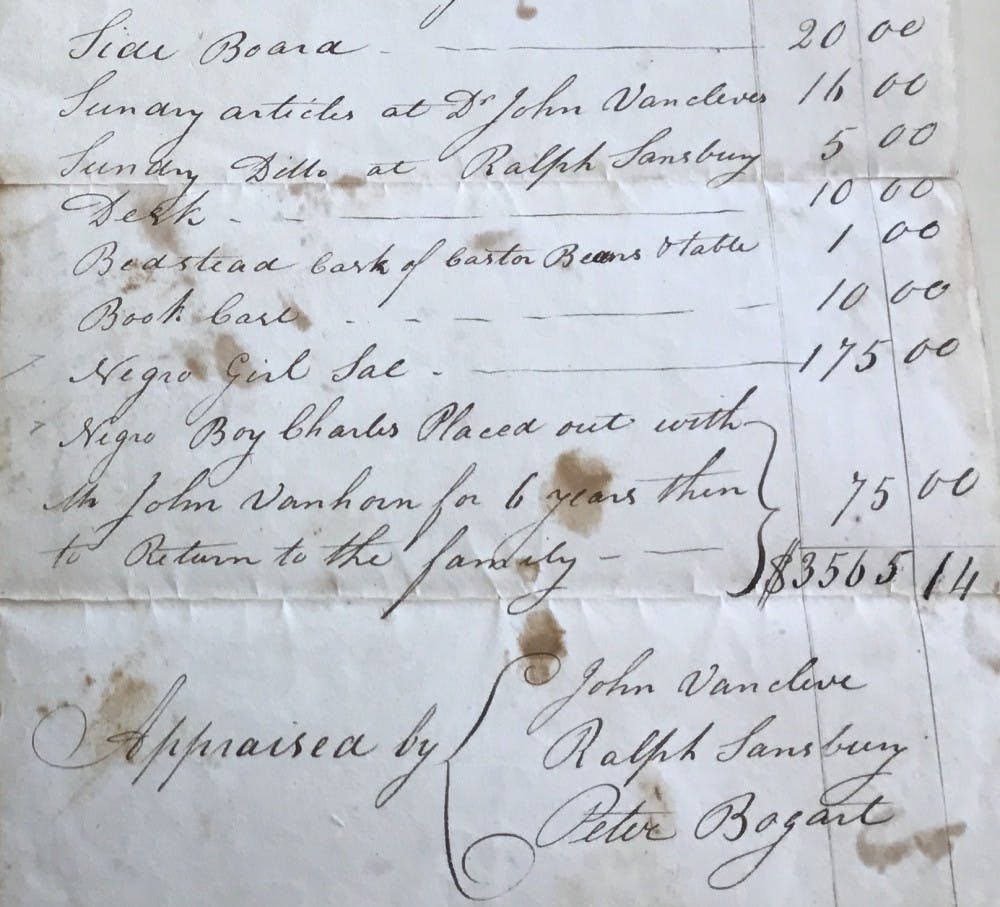 Side Board - — 20 00
Sundry articles at Dr John Vancleves 16 00
Sundry Ditto at Ralph Sansbury 5 00
Desk - - — 10 00
Bedstead Cask of Castor Beans & table 1 00
Book Case - - - — - 10 00
Negro Girl Sal - — 175 00
Negro Boy Charles Placed out with
Mr John Vanhorn for 6 years then 75 00
to Return to the family - —
$3565 14
Appraised by
John Vancleve
Ralph Sansbury
Peter Bogart